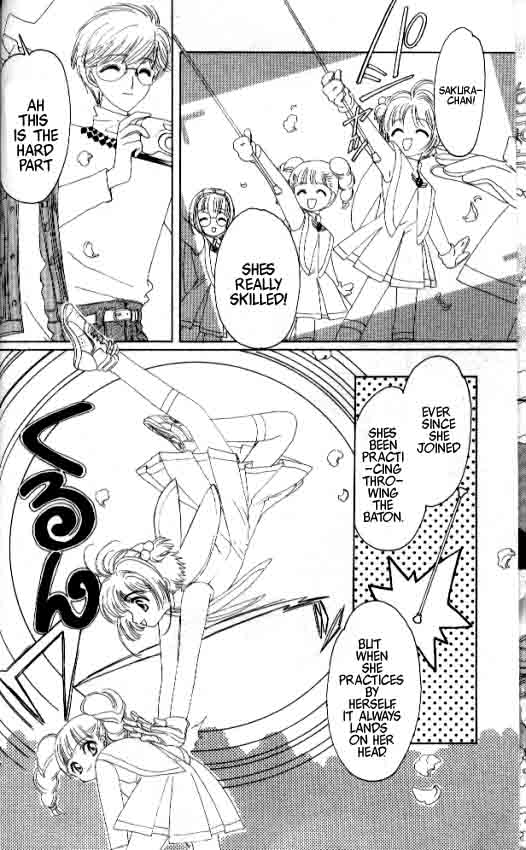 SAKURA-
CHAN!
SHES
REALLY
SKILLED!
AH
THIS
IS THE
HARD
PART
EVER
SINCE
SHE
JOINED
SHES
BEEN
PRACTI
-CING
THRO-
WING
THE
BATON.
BUT
WHEN
SHE
PRACTICES
BY
HERSELF.
IT ALWAYS
LANDS
ON HER
HEAD.
くるん